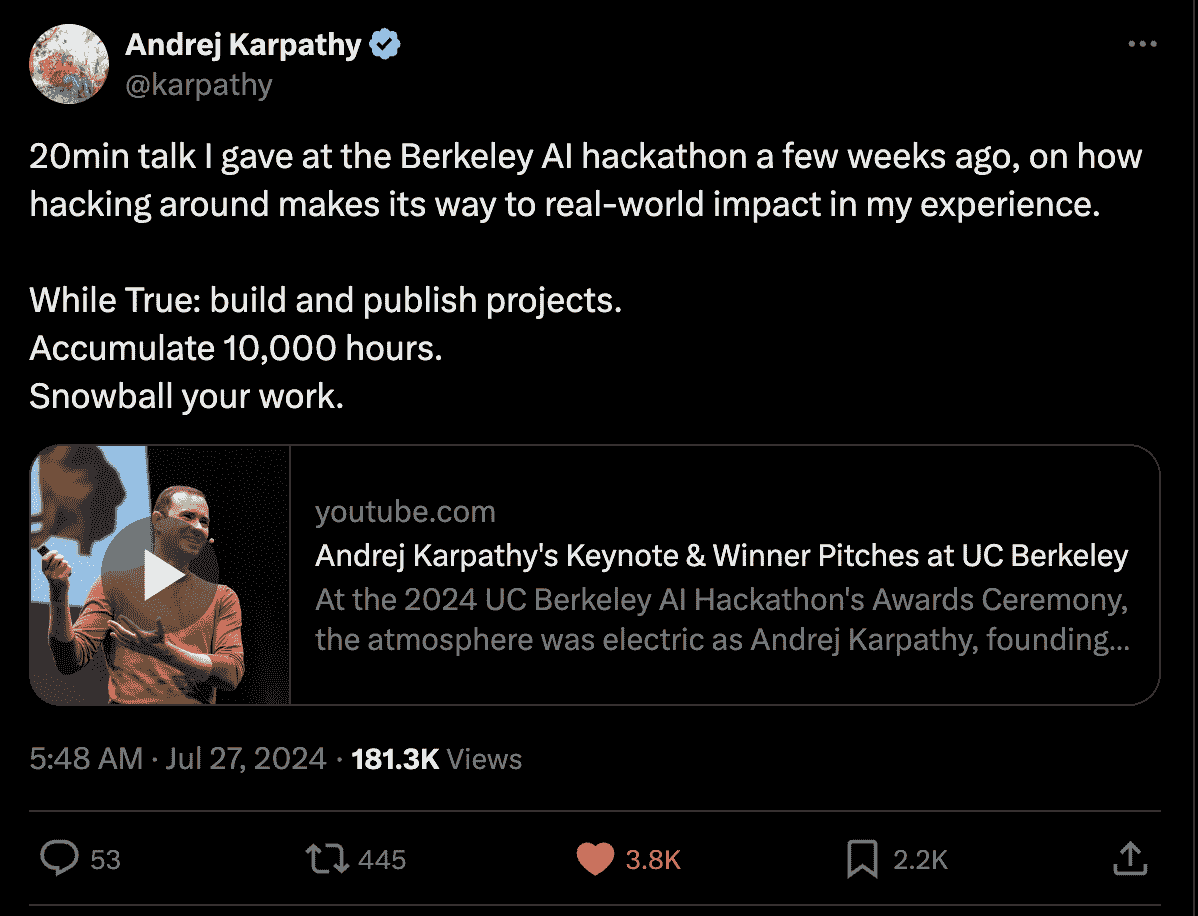 Andrej Karpathy
@karpathy
20min talk I gave at the Berkeley AI hackathon a few weeks ago, on how
hacking around makes its way to real-world impact in my experience.
While True: build and publish projects.
Accumulate 10,000 hours.
Snowball your work.
youtube.com
Andrej Karpathy's Keynote & Winner Pitches at UC Berkeley
At the 2024 UC Berkeley AI Hackathon's Awards Ceremony,
the atmosphere was electric as Andrej Karpathy, founding...
5:48 AM · Jul 27, 2024 · 181.3K Views
53 445 3.8K 2.2K